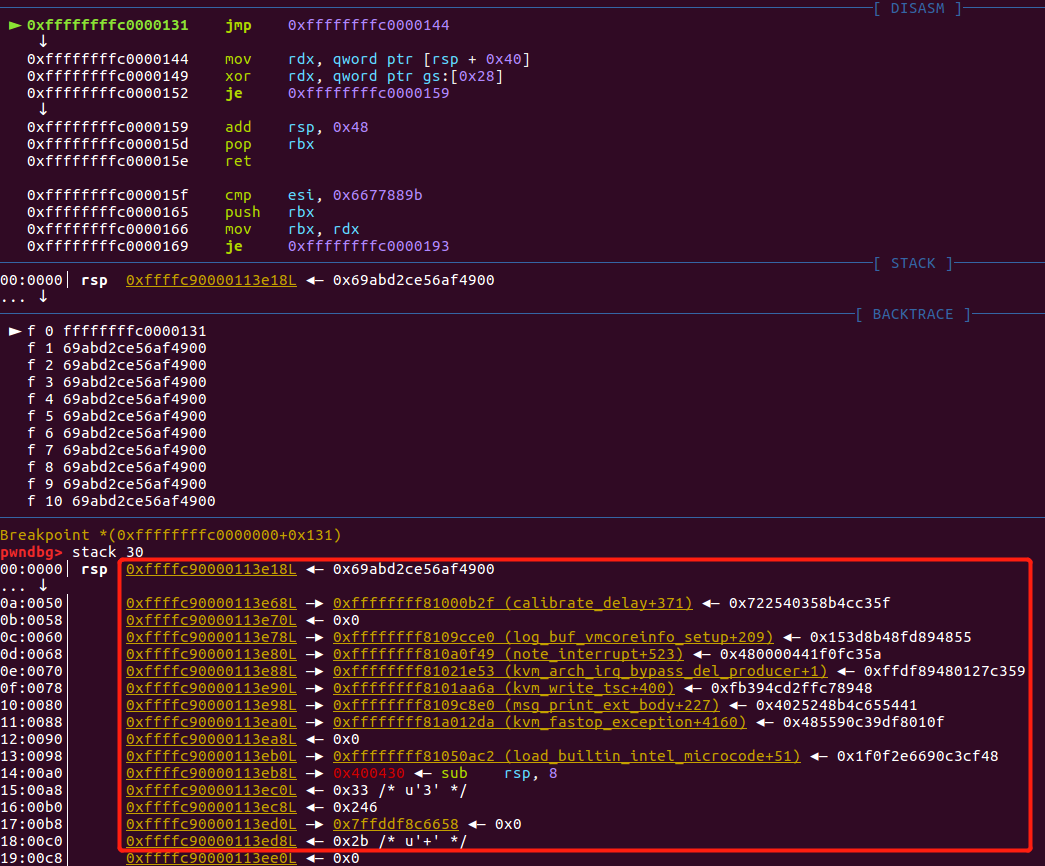 [ DISASM ]
► 0xffffffffc0000131 jmp 0xffffffffc0000144
↓
0xffffffffc0000144 mov rdx, qword ptr [rsp + 0x40]
0xffffffffc0000149 xor rdx, qword ptr gs:[0x28]
0xffffffffc0000152 je 0xffffffffc0000159
↓
0xffffffffc0000159 add rsp, 0x48
0xffffffffc000015d pop rbx
0xffffffffc000015e ret
0xffffffffc000015f cmp esi, 0x6677889b
0xffffffffc0000165 push rbx
0xffffffffc0000166 mov rbx, rdx
0xffffffffc0000169 je 0xffffffffc0000193
[ STACK ]
00:0000│ rsp 0xffffc90000113e18L ◂— 0x69abd2ce56af4900
... ↓
[ BACKTRACE ]
► f 0 ffffffffc0000131
f 1 69abd2ce56af4900
f 2 69abd2ce56af4900
f 3 69abd2ce56af4900
f 4 69abd2ce56af4900
f 5 69abd2ce56af4900
f 6 69abd2ce56af4900
f 7 69abd2ce56af4900
f 8 69abd2ce56af4900
f 9 69abd2ce56af4900
f 10 69abd2ce56af4900
Breakpoint *(0xffffffffc0000000+0x131)
pwndbg> stack 30
00:0000│ rsp 0xffffc90000113e18L ◂— 0x69abd2ce56af4900
... ↓
0a:0050│ 0xffffc90000113e68L —▸ 0xffffffff81000b2f (calibrate_delay+371) ◂— 0x722540358b4cc35f
0b:0058│ 0xffffc90000113e70L ◂— 0x0
0c:0060│ 0xffffc90000113e78L —▸ 0xffffffff8109cce0 (log_buf_vmcoreinfo_setup+209) ◂— 0x153d8b48fd894855
0d:0068│ 0xffffc90000113e80L —▸ 0xffffffff810a0f49 (note_interrupt+523) ◂— 0x480000441f0fc35a
0e:0070│ 0xffffc90000113e88L —▸ 0xffffffff81021e53 (kvm_arch_irq_bypass_del_producer+1) ◂— 0xffdf89480127c359
0f:0078│ 0xffffc90000113e90L —▸ 0xffffffff8101aa6a (kvm_write_tsc+400) ◂— 0xfb394cd2ffc78948
10:0080│ 0xffffc90000113e98L —▸ 0xffffffff8109c8e0 (msg_print_ext_body+227) ◂— 0x4025248b4c655441
11:0088│ 0xffffc90000113ea0L —▸ 0xffffffff81a012da (kvm_fastop_exception+4160) ◂— 0x485590c39df8010f
12:0090│ 0xffffc90000113ea8L ◂— 0x0
13:0098│ 0xffffc90000113eb0L —▸ 0xffffffff81050ac2 (load_builtin_intel_microcode+51) ◂— 0x1f0f2e6690c3cf48
14:00a0│ 0xffffc90000113eb8L —▸ 0x400430 ◂— sub rsp, 8
15:00a8│ 0xffffc90000113ec0L ◂— 0x33 /* u'3' */
16:00b0│ 0xffffc90000113ec8L ◂— 0x246
17:00b8│ 0xffffc90000113ed0L —▸ 0x7ffddf8c6658 ◂— 0x0
18:00c0│ 0xffffc90000113ed8L ◂— 0x2b /* u'+' */
19:00c8│ 0xffffc90000113ee0L ◂— 0x0